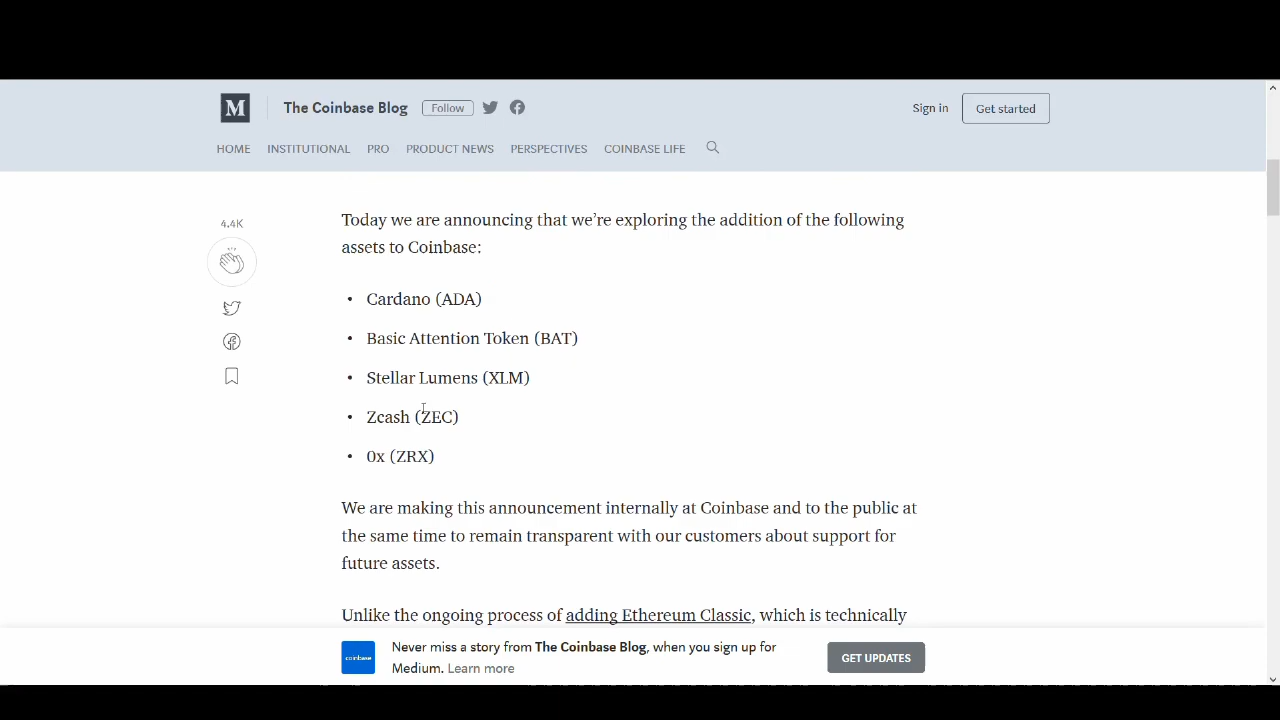 M The Coinbase Blog Follow Sign in Get started
HOME INSTITUTIONAL PRO PRODUCT NEWS PERSPECTIVES COINBASE LIFE
4.4K
Today we are announcing that we’re exploring the addition of the following
assets to Coinbase:
• Cardano (ADA)
• Basic Attention Token (BAT)
• Stellar Lumens (XLM)
• Zcash (ZEC)
• 0x (ZRX)
We are making this announcement internally at Coinbase and to the public at
the same time to remain transparent with our customers about support for
future assets.
Unlike the ongoing process of adding Ethereum Classic, which is technically
coinbase
Never miss a story from The Coinbase Blog, when you sign up for
Medium. Learn more
GET UPDATES